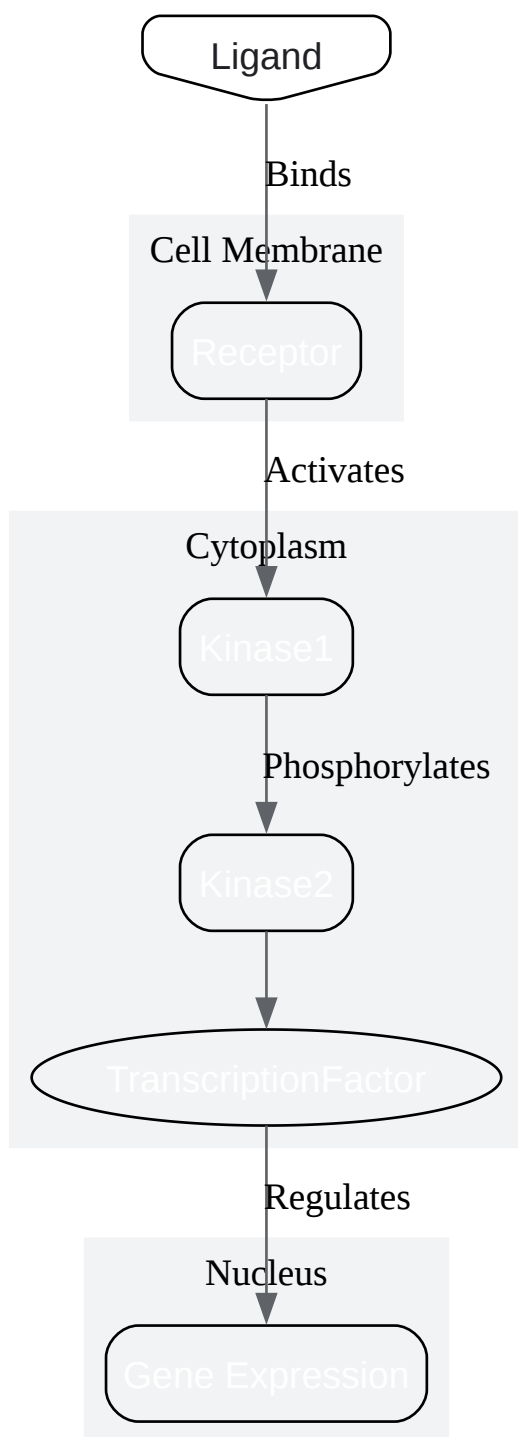 Ligand
Binds
Cell Membrane
Receptor
Activates
Cytoplasm
Kinase1
Phosphorylates
Kinase2
TranscriptionFactor
Regulates
Nucleus
Gene Expression